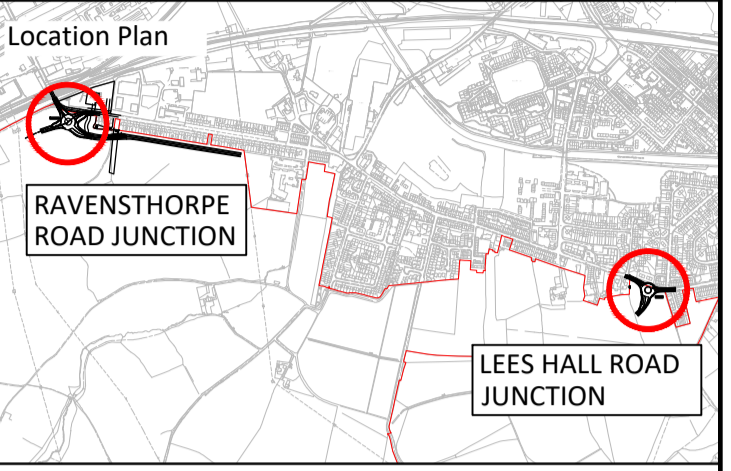 Location Plan
RAVENSTHORPE
ROAD JUNCTION
LEES HALL ROAD
JUNCTION